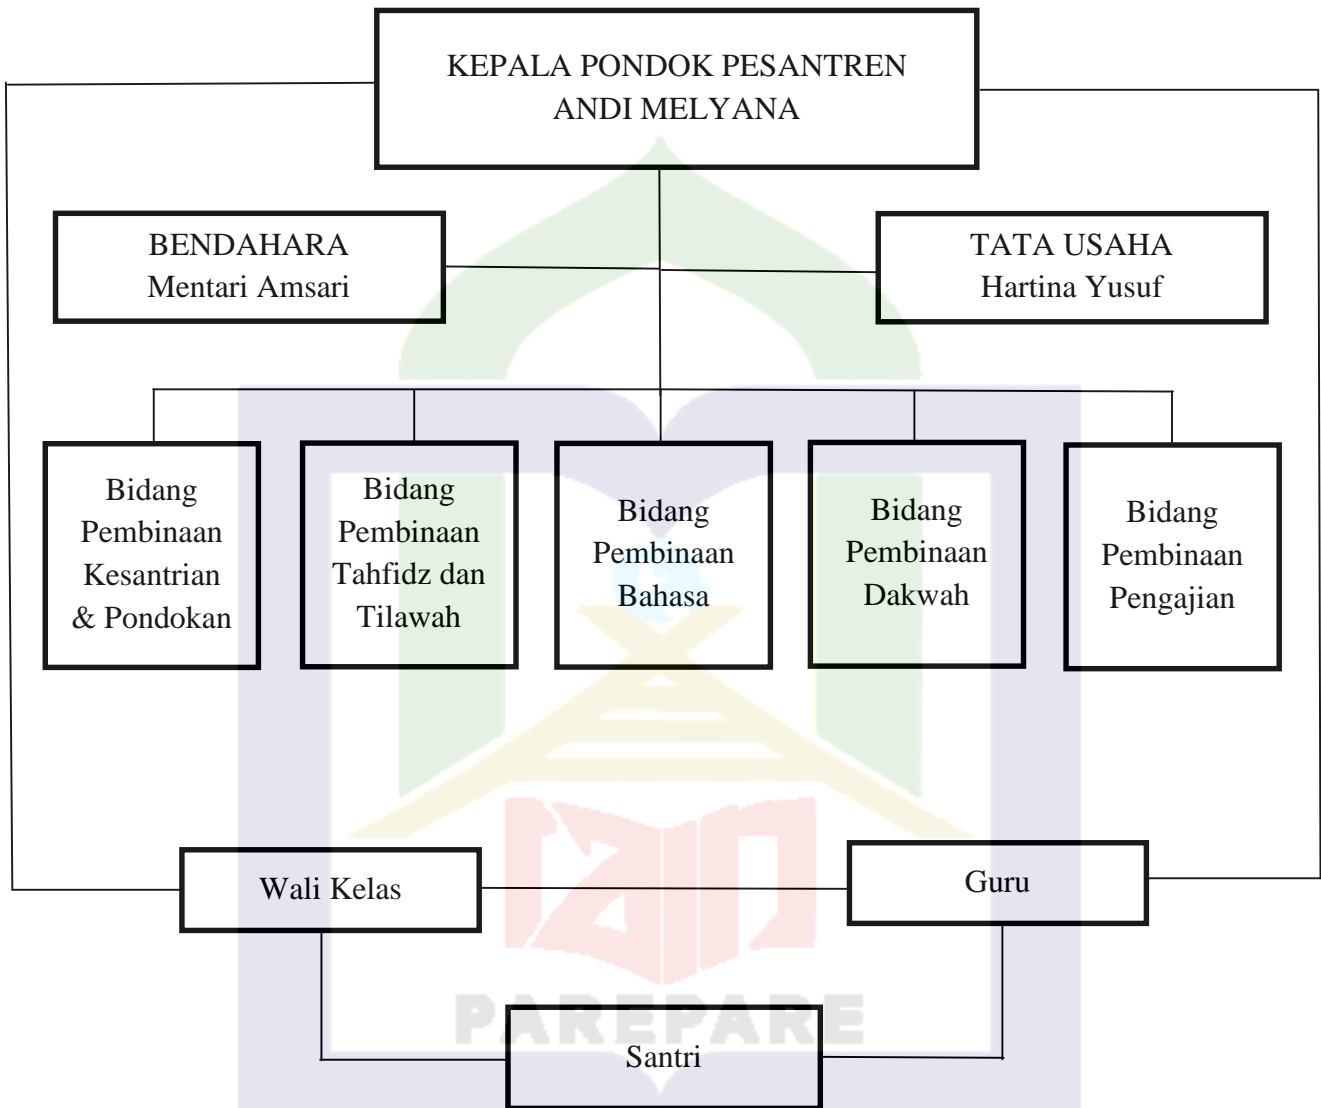 KEPALA PONDOK PESANTREN
ANDI MELYANA
BENDAHARA
Mentari Amsari
TATA USAHA
Hartina Yusuf
Bidang
Pembinaan
Kesantrian
& Pondokan
Bidang
Pembinaan
Tahfidz dan
Tilawah
Bidang
Pembinaan
Bahasa
Bidang
Pembinaan
Dakwah
Bidang
Pembinaan
Pengajian
Wali Kelas
Guru
iain
PAREPARE
Santri